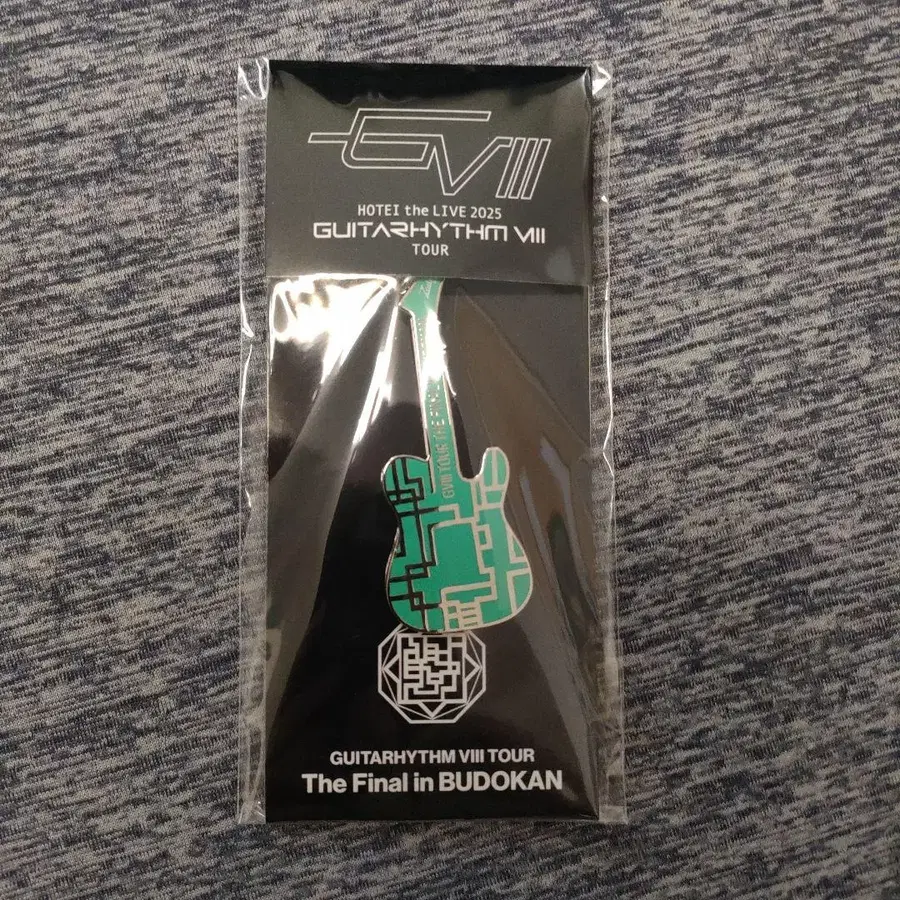 GVIII
HOTEI the LIVE 2025
GUITARHYTHM VIII
TOUR
GVIII TOUR THE FINAL
GUITARHYTHM VIII TOUR
The Final in BUDOKAN